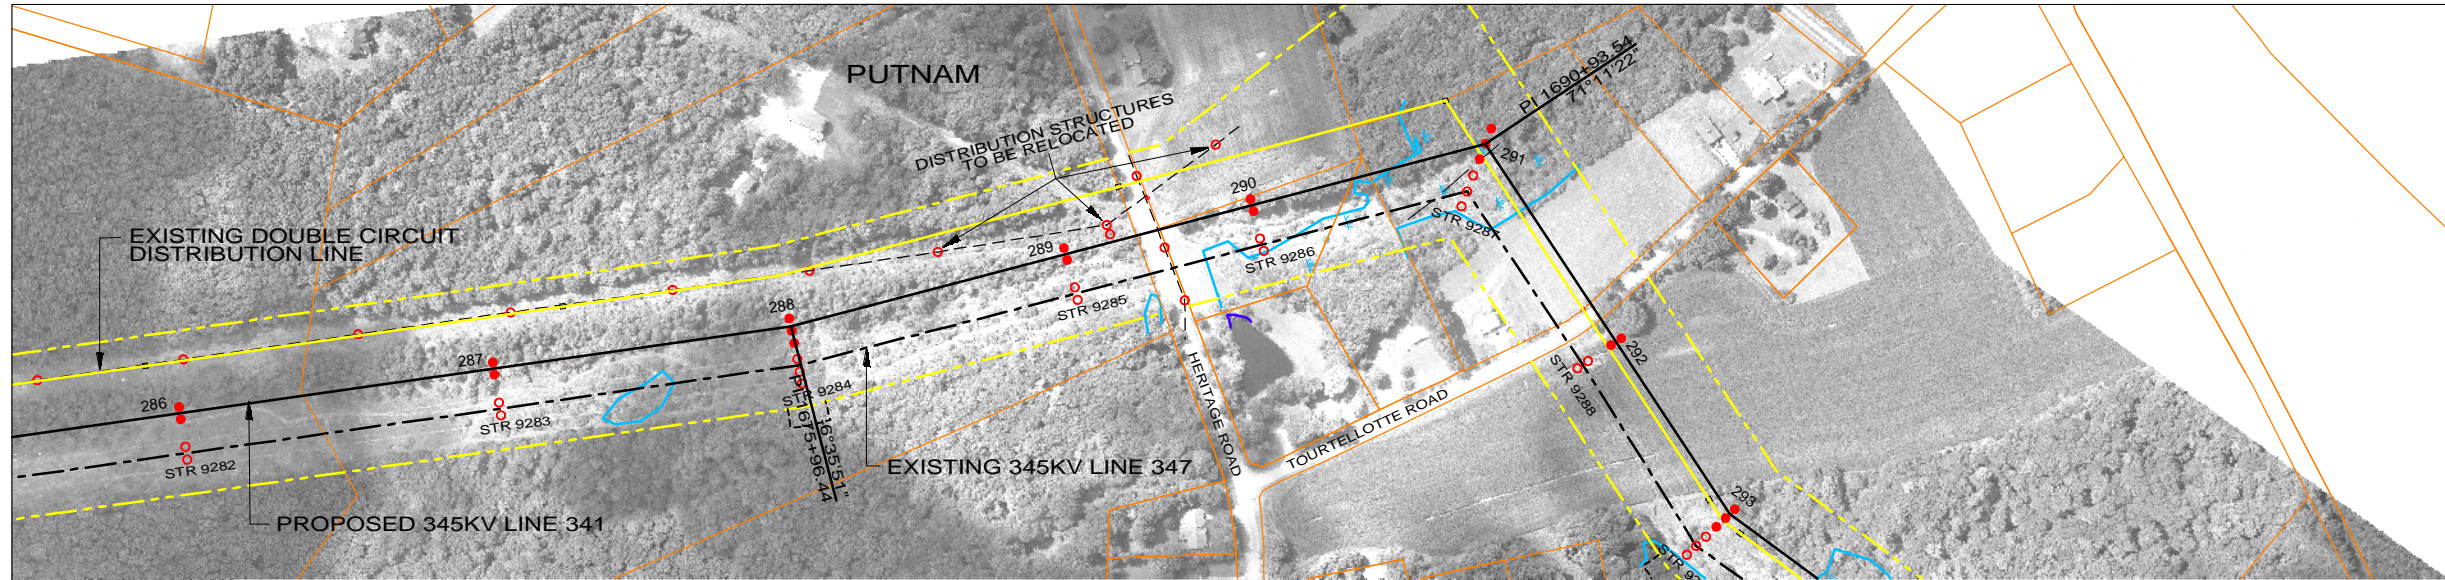 PUTNAM
PI 1690+93.54
71°11'22"
DISTRIBUTION STRUCTURES
TO BE RELOCATED
EXISTING DOUBLE CIRCUIT
DISTRIBUTION LINE
286
287
288
289
290
291
292
293
STR 9282
STR 9283
STR 9284
STR 9285
STR 9286
STR 9287
STR 9288
PI 1675+96.44
6°35'51"
EXISTING 345KV LINE 347
PROPOSED 345KV LINE 341
HERITAGE ROAD
TOURTELLOTTE ROAD